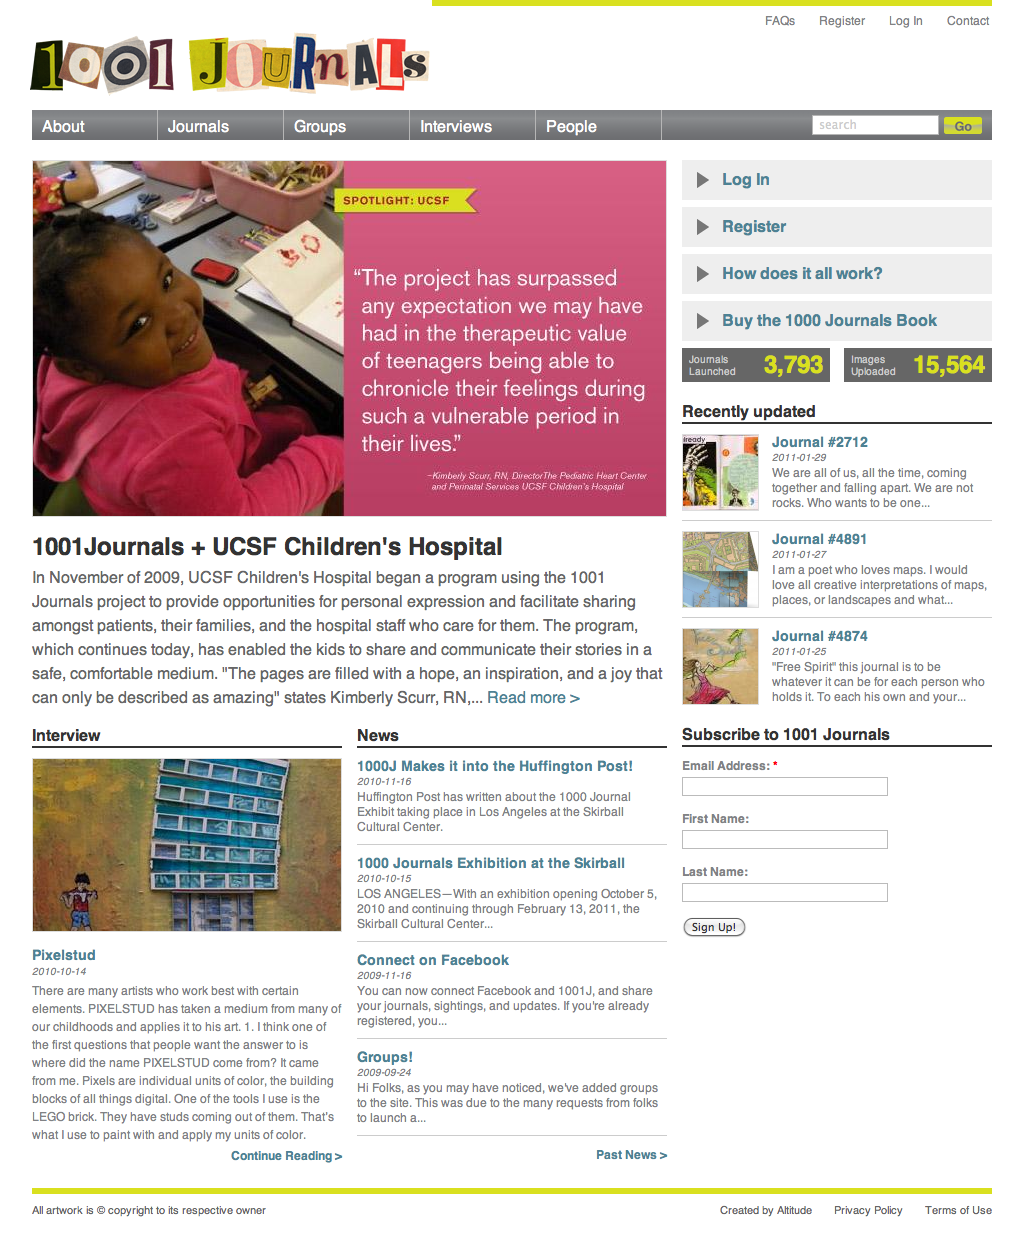 FAQs Register Log In Contact
1001 JOURNALs
About Journals Groups Interviews People search Go
SPOTLIGHT: UCSF
“The project has surpassed
any expectation we may have
had in the therapeutic value
of teenagers being able to
chronicle their feelings during
such a vulnerable period in
their lives.”
~Kimberly Scurr, RN, DirectorThe Pediatric Heart Center
and Perinatal Services UCSF Children's Hospital
1001Journals + UCSF Children's Hospital
In November of 2009, UCSF Children's Hospital began a program using the 1001
Journals project to provide opportunities for personal expression and facilitate sharing
amongst patients, their families, and the hospital staff who care for them. The program,
which continues today, has enabled the kids to share and communicate their stories in a
safe, comfortable medium. "The pages are filled with a hope, an inspiration, and a joy that
can only be described as amazing" states Kimberly Scurr, RN,... Read more >
Interview
Pixelstud
2010-10-14
There are many artists who work best with certain
elements. PIXELSTUD has taken a medium from many of
our childhoods and applies it to his art. 1. I think one of
the first questions that people want the answer to is
where did the name PIXELSTUD come from? It came
from me. Pixels are individual units of color, the building
blocks of all things digital. One of the tools I use is the
LEGO brick. They have studs coming out of them. That's
what I use to paint with and apply my units of color.
Continue Reading >
News
1000J Makes it into the Huffington Post!
2010-11-16
Huffington Post has written about the 1000 Journal
Exhibit taking place in Los Angeles at the Skirball
Cultural Center.
1000 Journals Exhibition at the Skirball
2010-10-15
LOS ANGELES—With an exhibition opening October 5,
2010 and continuing through February 13, 2011, the
Skirball Cultural Center...
Connect on Facebook
2009-11-16
You can now connect Facebook and 1001J, and share
your journals, sightings, and updates. If you're already
registered, you...
Groups!
2009-09-24
Hi Folks, as you may have noticed, we've added groups
to the site. This was due to the many requests from folks
to launch a...
Past News >
Log In
Register
How does it all work?
Buy the 1000 Journals Book
Journals
Launched
3,793
Images
Uploaded
15,564
Recently updated
already
Journal #2712
2011-01-29
We are all of us, all the time, coming
together and falling apart. We are not
rocks. Who wants to be one...
Journal #4891
2011-01-27
I am a poet who loves maps. I would
love all creative interpretations of maps,
places, or landscapes and what...
Free Spirit
Journal #4874
2011-01-25
"Free Spirit" this journal is to be
whatever it can be for each person who
holds it. To each his own and your...
Subscribe to 1001 Journals
Email Address: *
First Name:
Last Name:
Sign Up!
All artwork is © copyright to its respective owner
Created by Altitude Privacy Policy Terms of Use